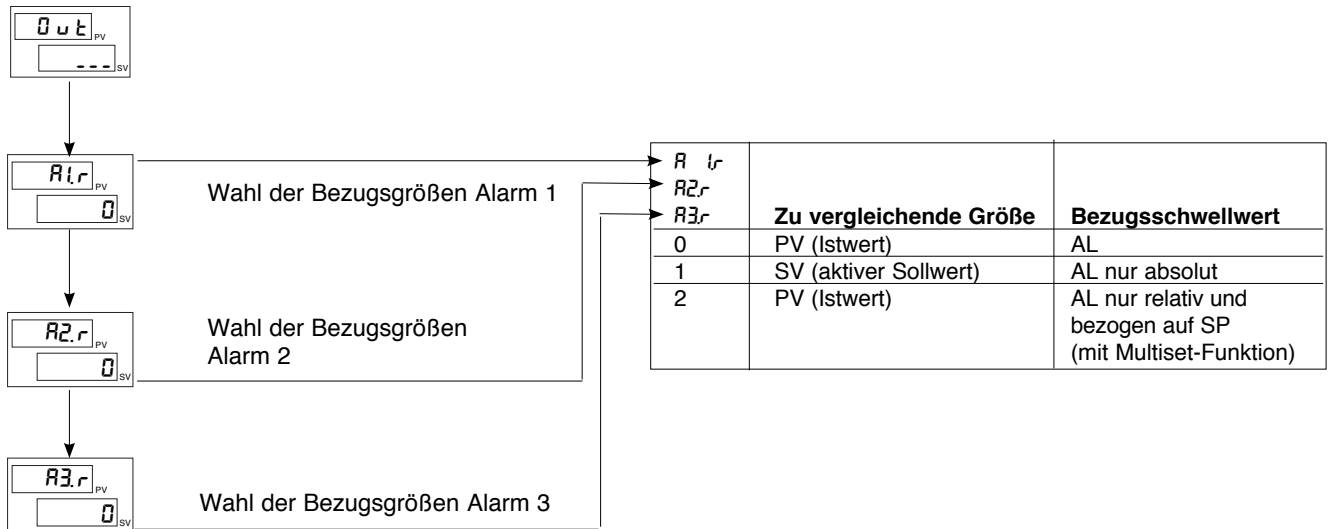 Out PV
--- SV
A1.r PV
0 SV
Wahl der Bezugsgrößen Alarm 1
A2.r PV
0 SV
Wahl der Bezugsgrößen
Alarm 2
A3.r PV
0 SV
Wahl der Bezugsgrößen Alarm 3
A 1.r
A2.r
A3.r Zu vergleichende Größe Bezugsschwellwert
0 PV (Istwert) AL
1 SV (aktiver Sollwert) AL nur absolut
2 PV (Istwert) AL nur relativ und
bezogen auf SP
(mit Multiset-Funktion)